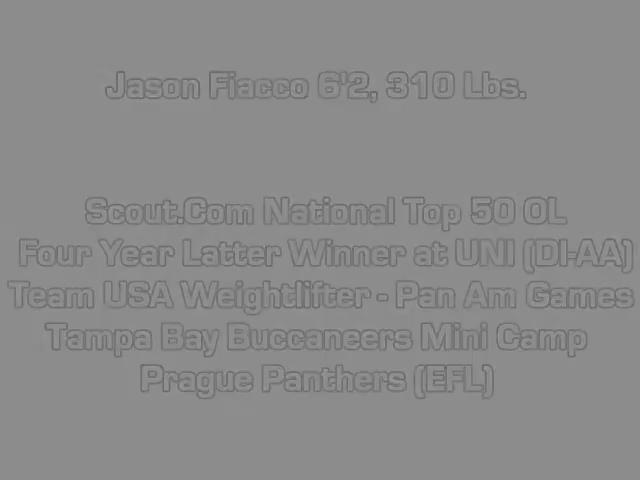 Jason Fiacco 6'2, 310 Lbs.
Scout.Com National Top 50 OL
Four Year Latter Winner at UNI (DI-AA)
Team USA Weightlifter - Pan Am Games
Tampa Bay Buccaneers Mini Camp
Prague Panthers (EFL)